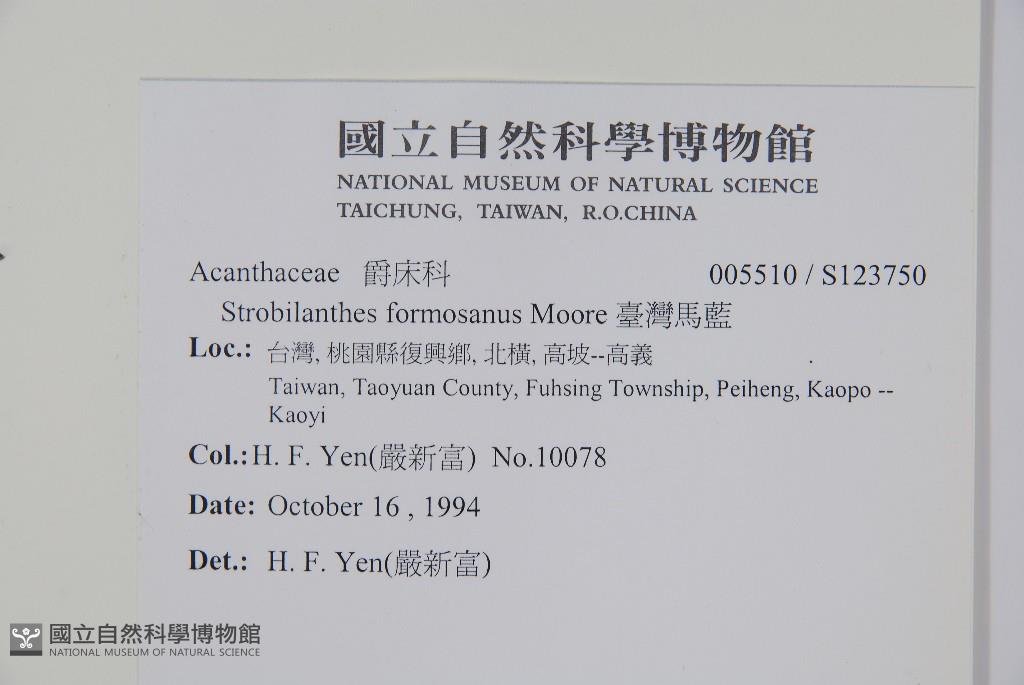 國立自然科學博物館
NATIONAL MUSEUM OF NATURAL SCIENCE
TAICHUNG, TAIWAN, R.O.CHINA
Acanthaceae 爵床科 005510 / S123750
Strobilanthes formosanus Moore 臺灣馬藍
Loc.: 台灣, 桃園縣復興鄉, 北橫, 高坡--高義
Taiwan, Taoyuan County, Fuhsing Township, Peiheng, Kaopo --
Kaoyi
Col.:H. F. Yen(嚴新富) No.10078
Date: October 16 , 1994
Det.: H. F. Yen(嚴新富)
國立自然科學博物館
NATIONAL MUSEUM OF NATURAL SCIENCE